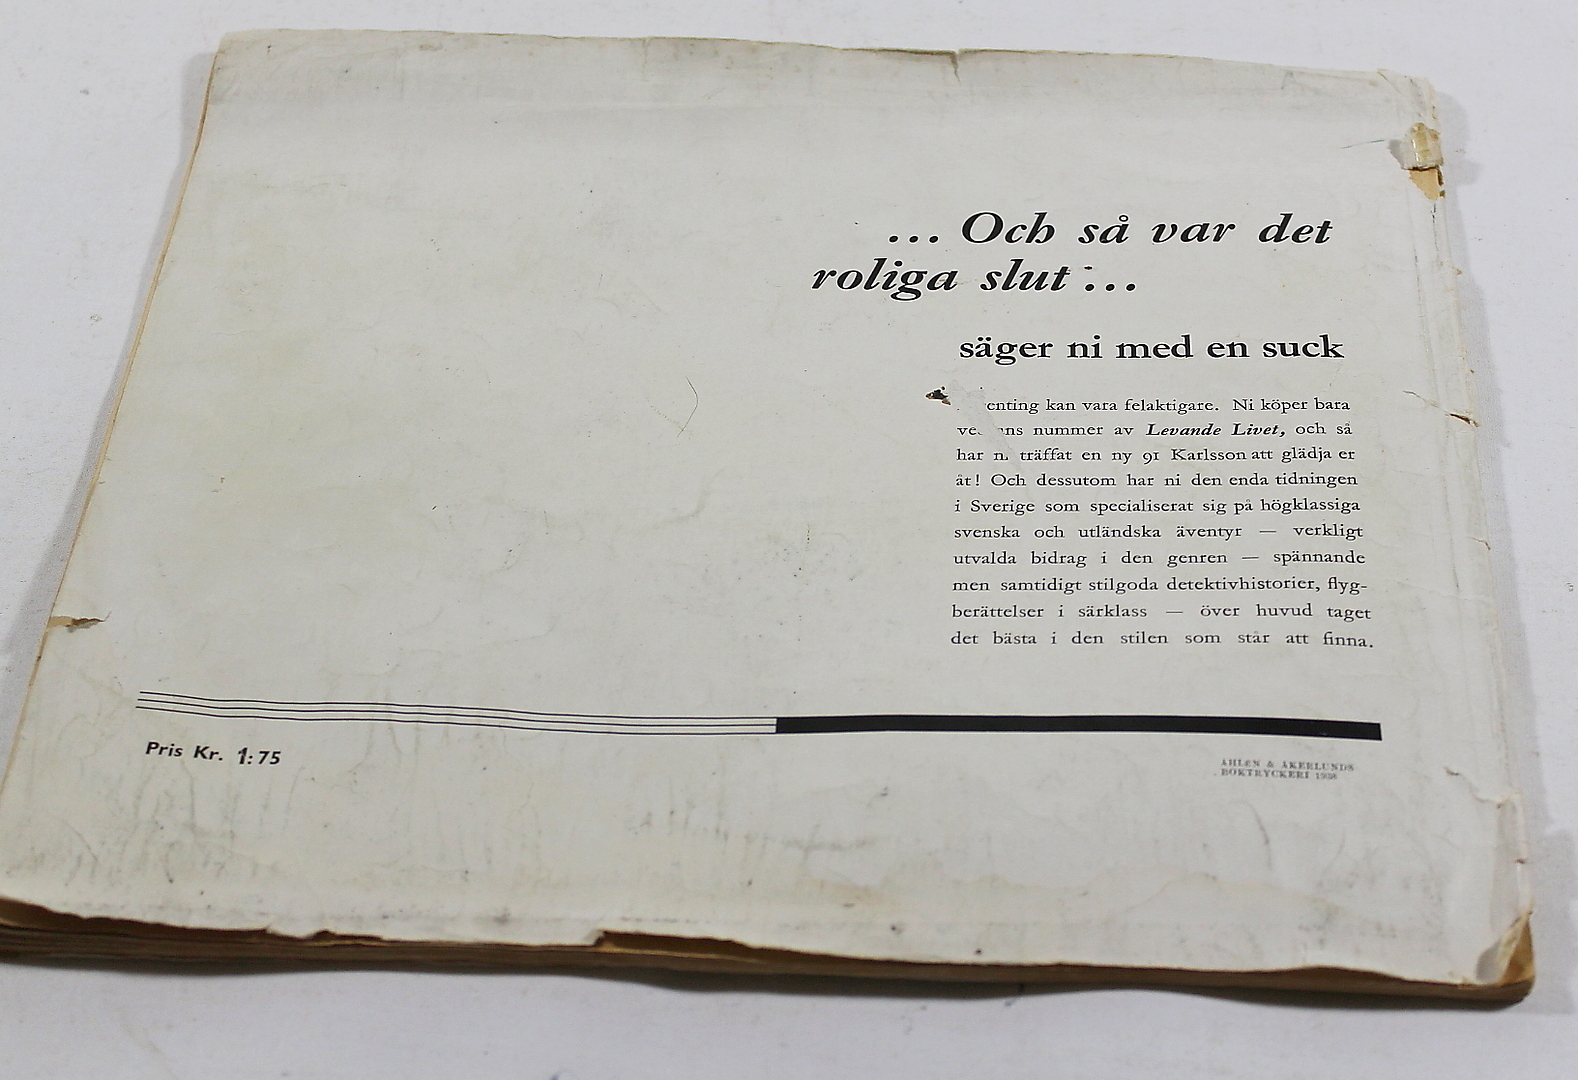 ... Och så var det
roliga slut ...
säger ni med en suck
enting kan vara felaktigare. Ni köper bara
nummer av Levande Livet, och så
har träffat en ny 91 Karlsson att glädja er
åt! Och dessutom har ni den enda tidningen
i Sverige som specialiserat sig på högklassiga
svenska och utländska äventyr — verkligt
utvalda bidrag i den genren — spännande
men samtidigt stilgoda detektivhistorier, flyg-
berättelser i särklass — över huvud taget
det bästa i den stilen som står att finna.
Pris Kr. 1:75
ÅHLÉN & ÅKERLUNDS
BOKTRYCKERI 1938